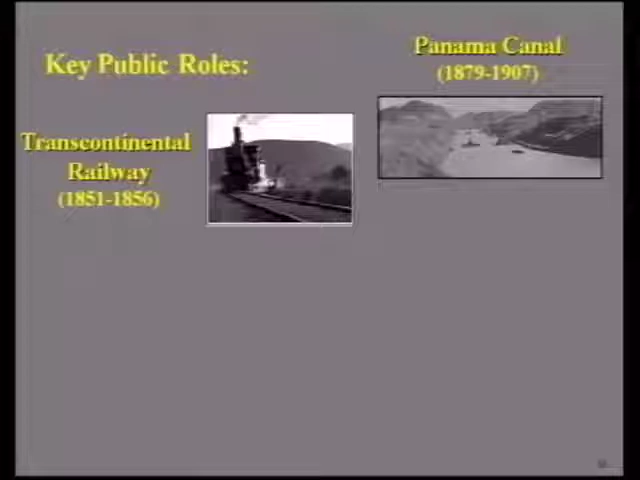 Key Public Roles:
Panama Canal
(1879-1907)
Transcontinental
Railway
(1851-1856)